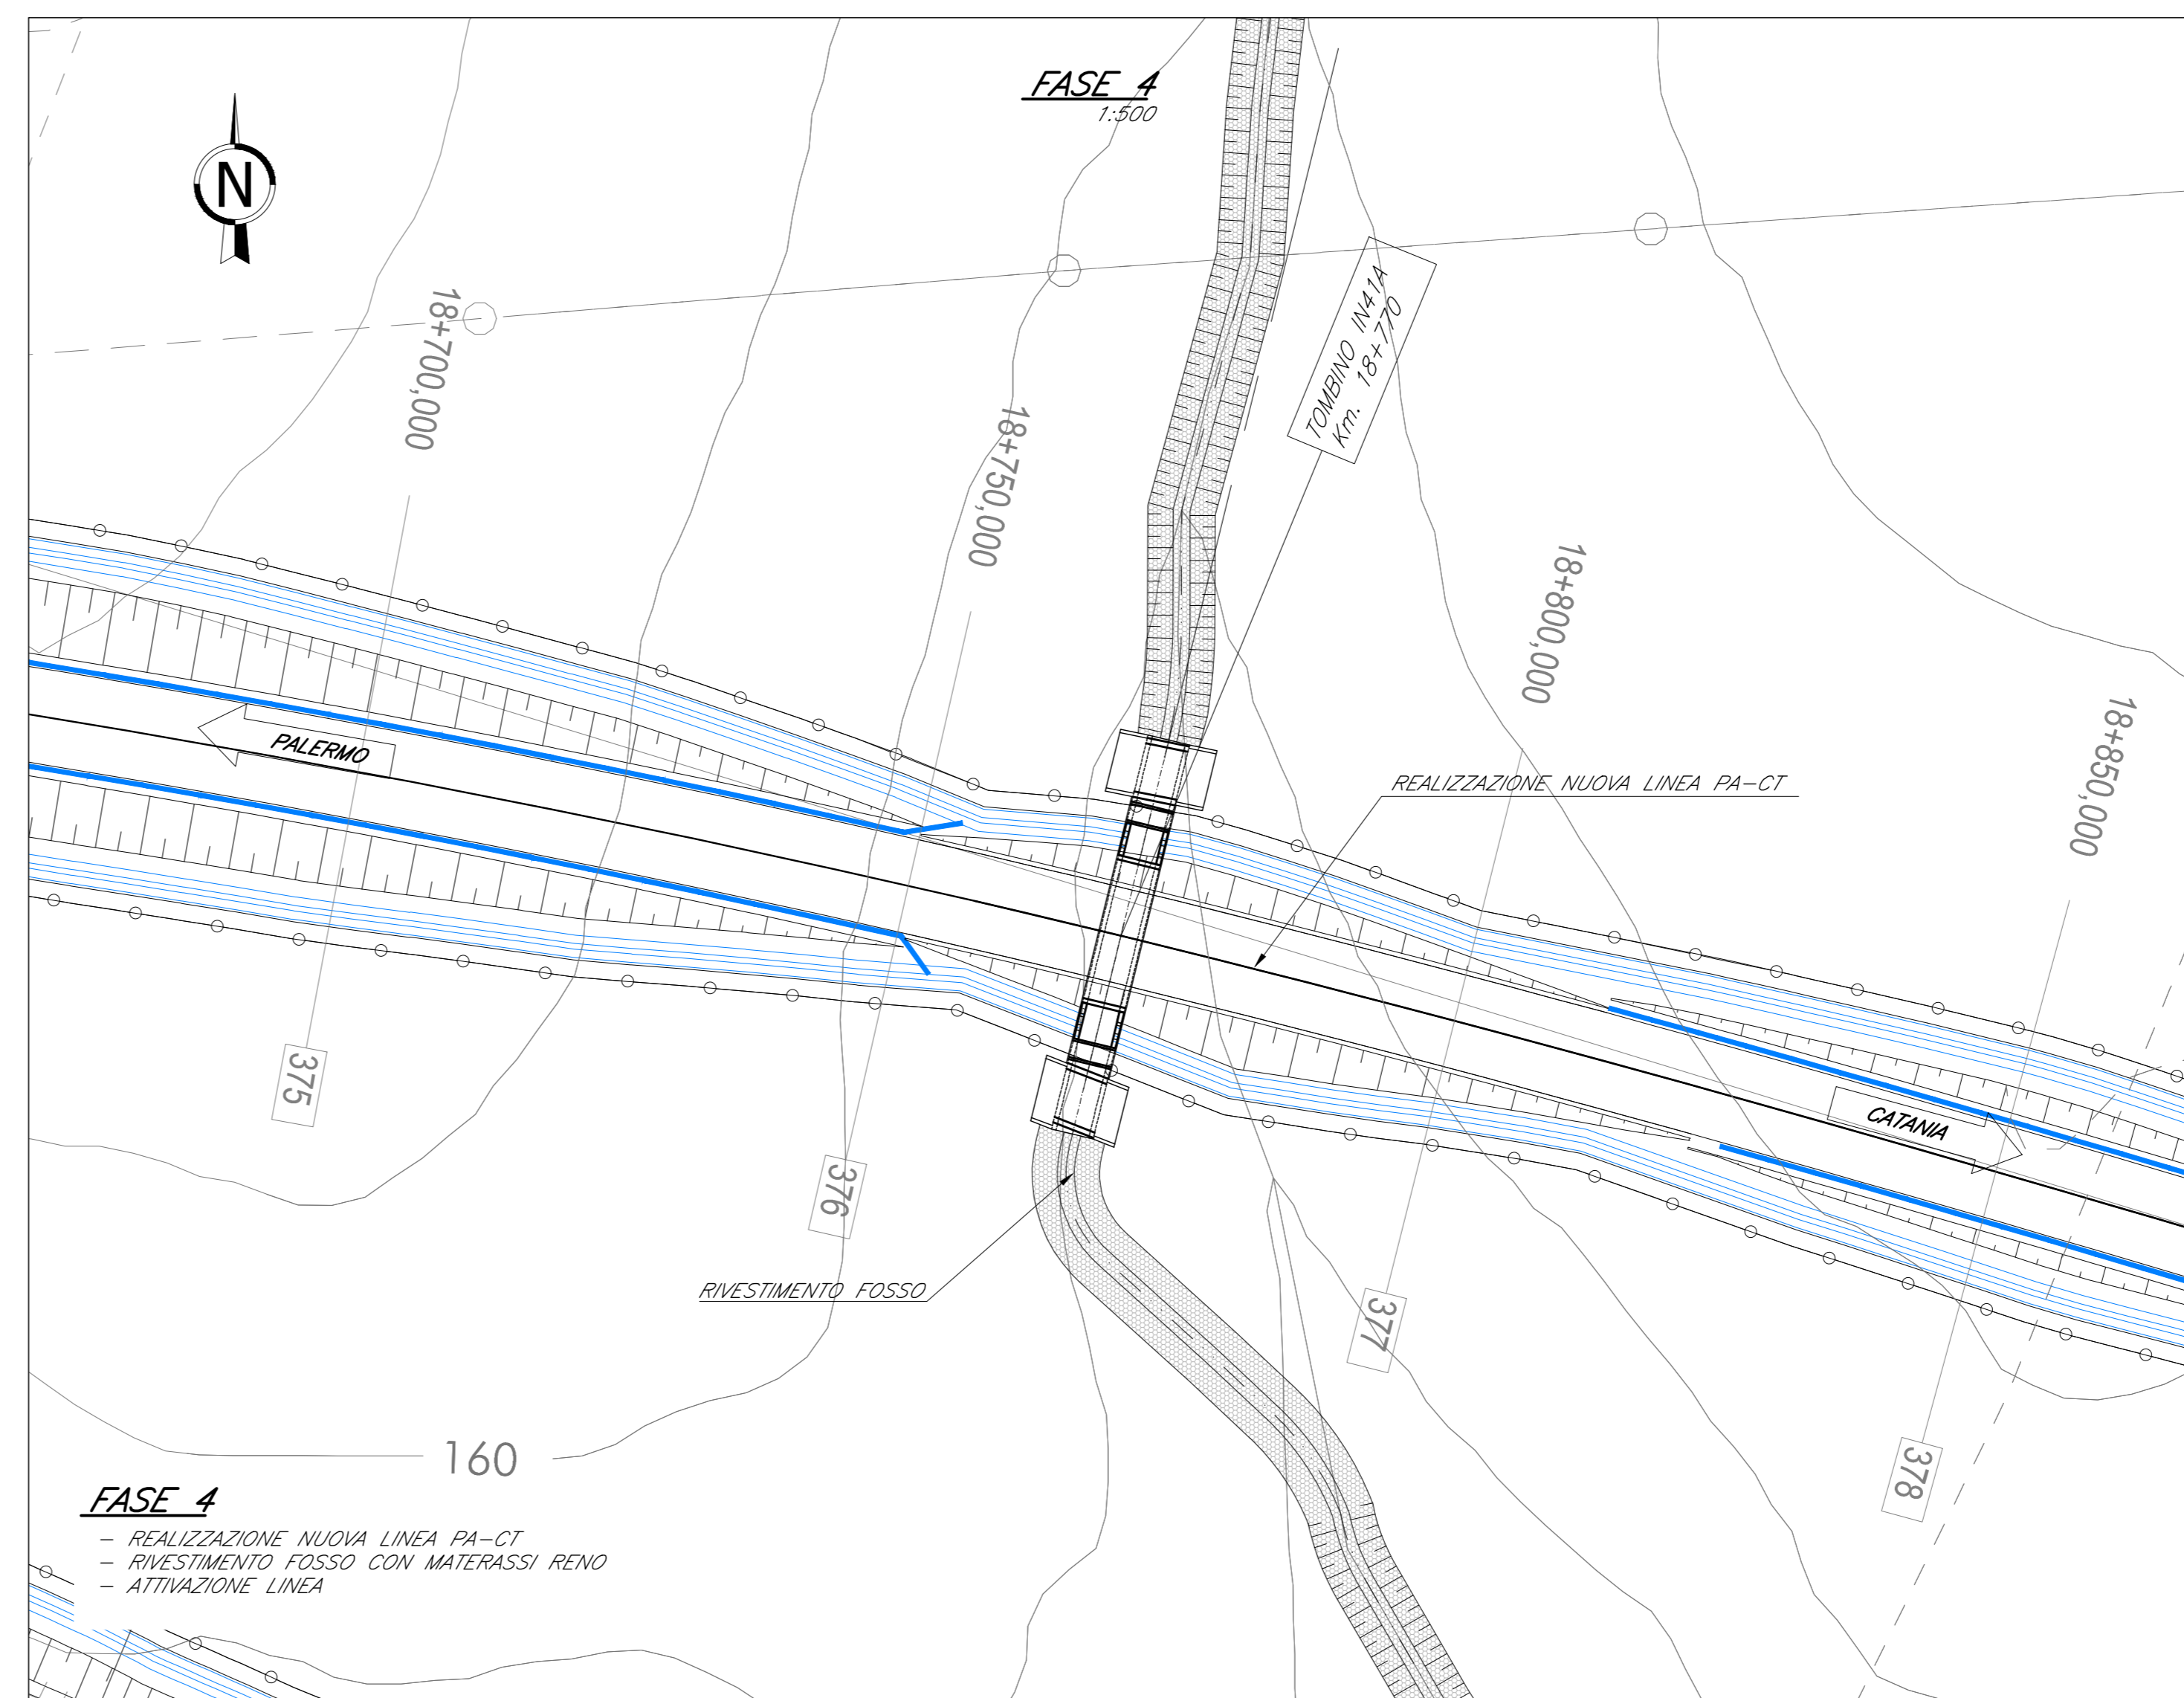 FASE 4
1:500
N
18+700,000
18+750,000
TOMBINO IN41A
Km. 18+770
18+800,000
18+850,000
PALERMO
REALIZZAZIONE NUOVA LINEA PA-CT
CATANIA
375
376
RIVESTIMENTO FOSSO
377
378
160
FASE 4
- REALIZZAZIONE NUOVA LINEA PA-CT
- RIVESTIMENTO FOSSO CON MATERASSI RENO
- ATTIVAZIONE LINEA